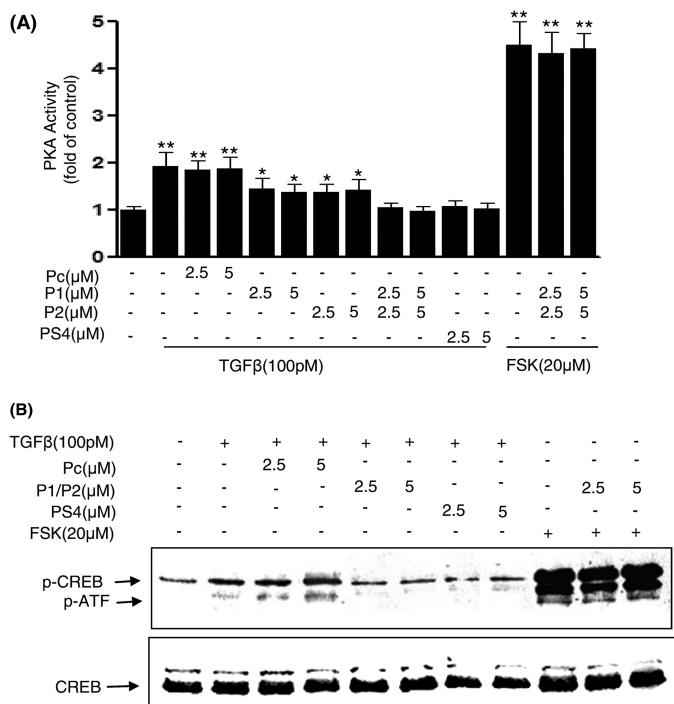 (A)
PKA Activity
(fold of control)
5
4
3
2
1
0
** ** ** * * * * ** ** **
Pc(µM) - - 2.5 5 - - - - - - - - - - -
P1(µM) - - - - 2.5 5 - - 2.5 5 - - - 2.5 5
P2(µM) - - - - - - 2.5 5 2.5 5 - - - 2.5 5
PS4(µM) - - - - - - - - - - 2.5 5 - - -
TGFβ(100pM) FSK(20µM)
(B)
TGFβ(100pM) - + + + + + + + - - -
Pc(µM) - - 2.5 5 - - - - - - -
P1/P2(µM) - - - - 2.5 5 - - - 2.5 5
PS4(µM) - - - - - - 2.5 5 - - -
FSK(20µM) - - - - - - - - + + +
p-CREB
p-ATF
CREB